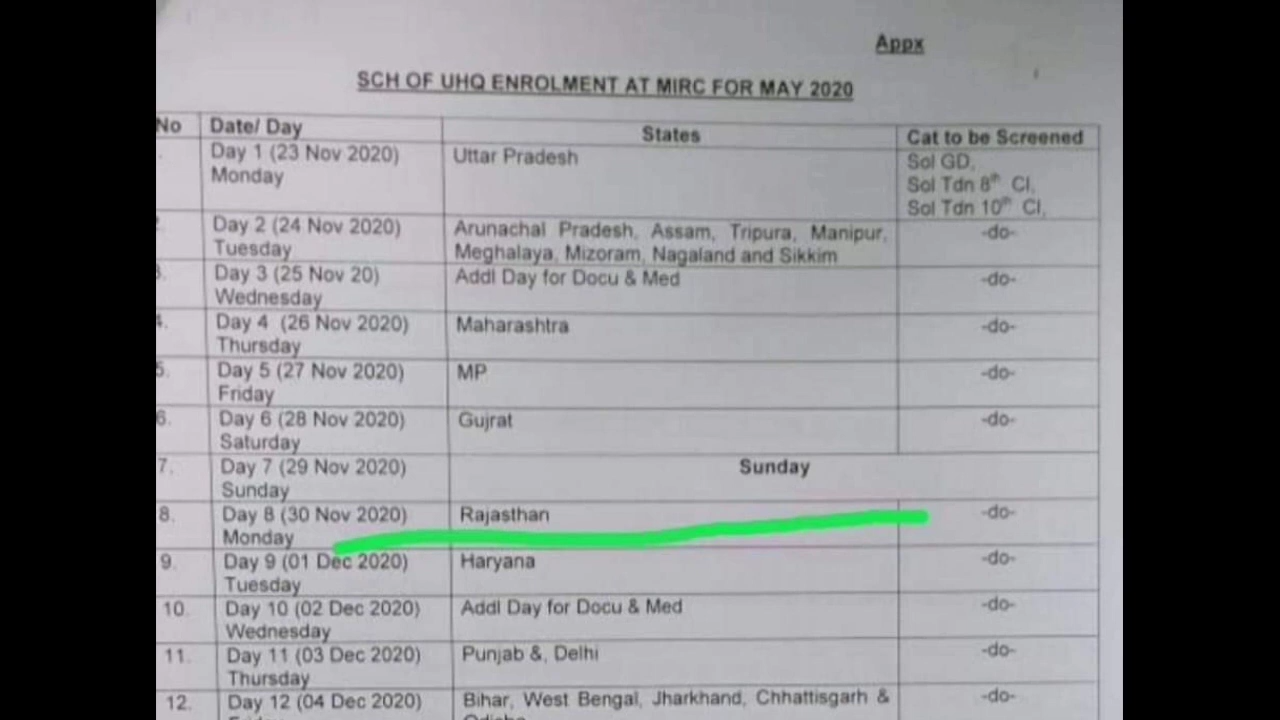 Appx
SCH OF UHQ ENROLMENT AT MIRC FOR MAY 2020
No Date/ Day States Cat to be Screened
Day 1 (23 Nov 2020) Uttar Pradesh Sol GD,
Monday Sol Tdn 8th Cl,
Sol Tdn 10th Cl,
2. Day 2 (24 Nov 2020) Arunachal Pradesh, Assam, Tripura, Manipur, -do-
Tuesday Meghalaya, Mizoram, Nagaland and Sikkim
3. Day 3 (25 Nov 20) Addl Day for Docu & Med -do-
Wednesday
4. Day 4 (26 Nov 2020) Maharashtra -do-
Thursday
5. Day 5 (27 Nov 2020) MP -do-
Friday
6. Day 6 (28 Nov 2020) Gujrat -do-
Saturday
7. Day 7 (29 Nov 2020) Sunday
Sunday
8. Day 8 (30 Nov 2020) Rajasthan -do-
Monday
9. Day 9 (01 Dec 2020) Haryana -do-
Tuesday
10. Day 10 (02 Dec 2020) Addl Day for Docu & Med -do-
Wednesday
11. Day 11 (03 Dec 2020) Punjab &, Delhi -do-
Thursday
12. Day 12 (04 Dec 2020) Bihar, West Bengal, Jharkhand, Chhattisgarh & -do-